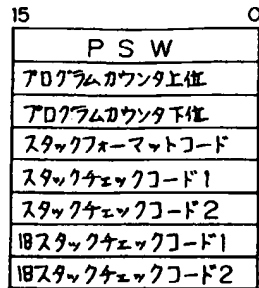 15 0
P S W
プログラムカウンタ上位
プログラムカウンタ下位
スタックフォーマットコード
スタックチェックコード1
スタックチェックコード2
旧スタックチェックコード1
旧スタックチェックコード2